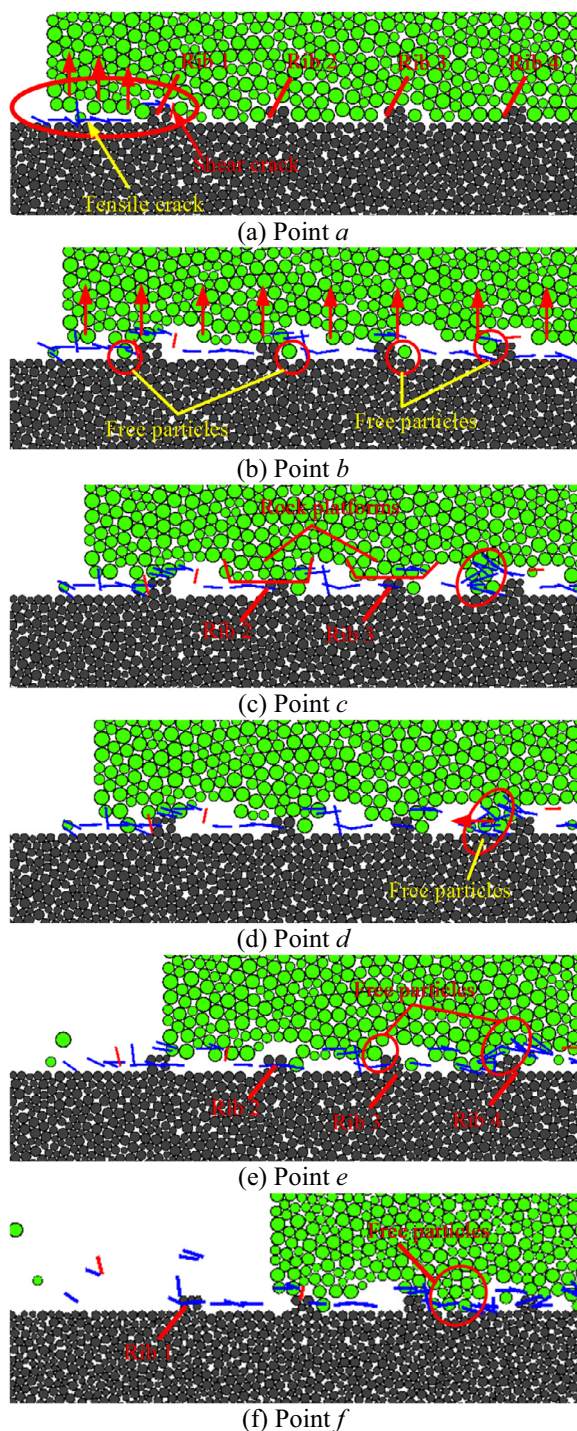 Rib 1 Rib 2 Rib 3 Rib 4
Shear crack
Tensile crack
(a) Point a
Free particles Free particles
(b) Point b
Rock platforms
Rib 2 Rib 3
(c) Point c
Free particles
(d) Point d
Free particles
Rib 2 Rib 3 Rib 4
(e) Point e
Free particles
Rib 1
(f) Point f